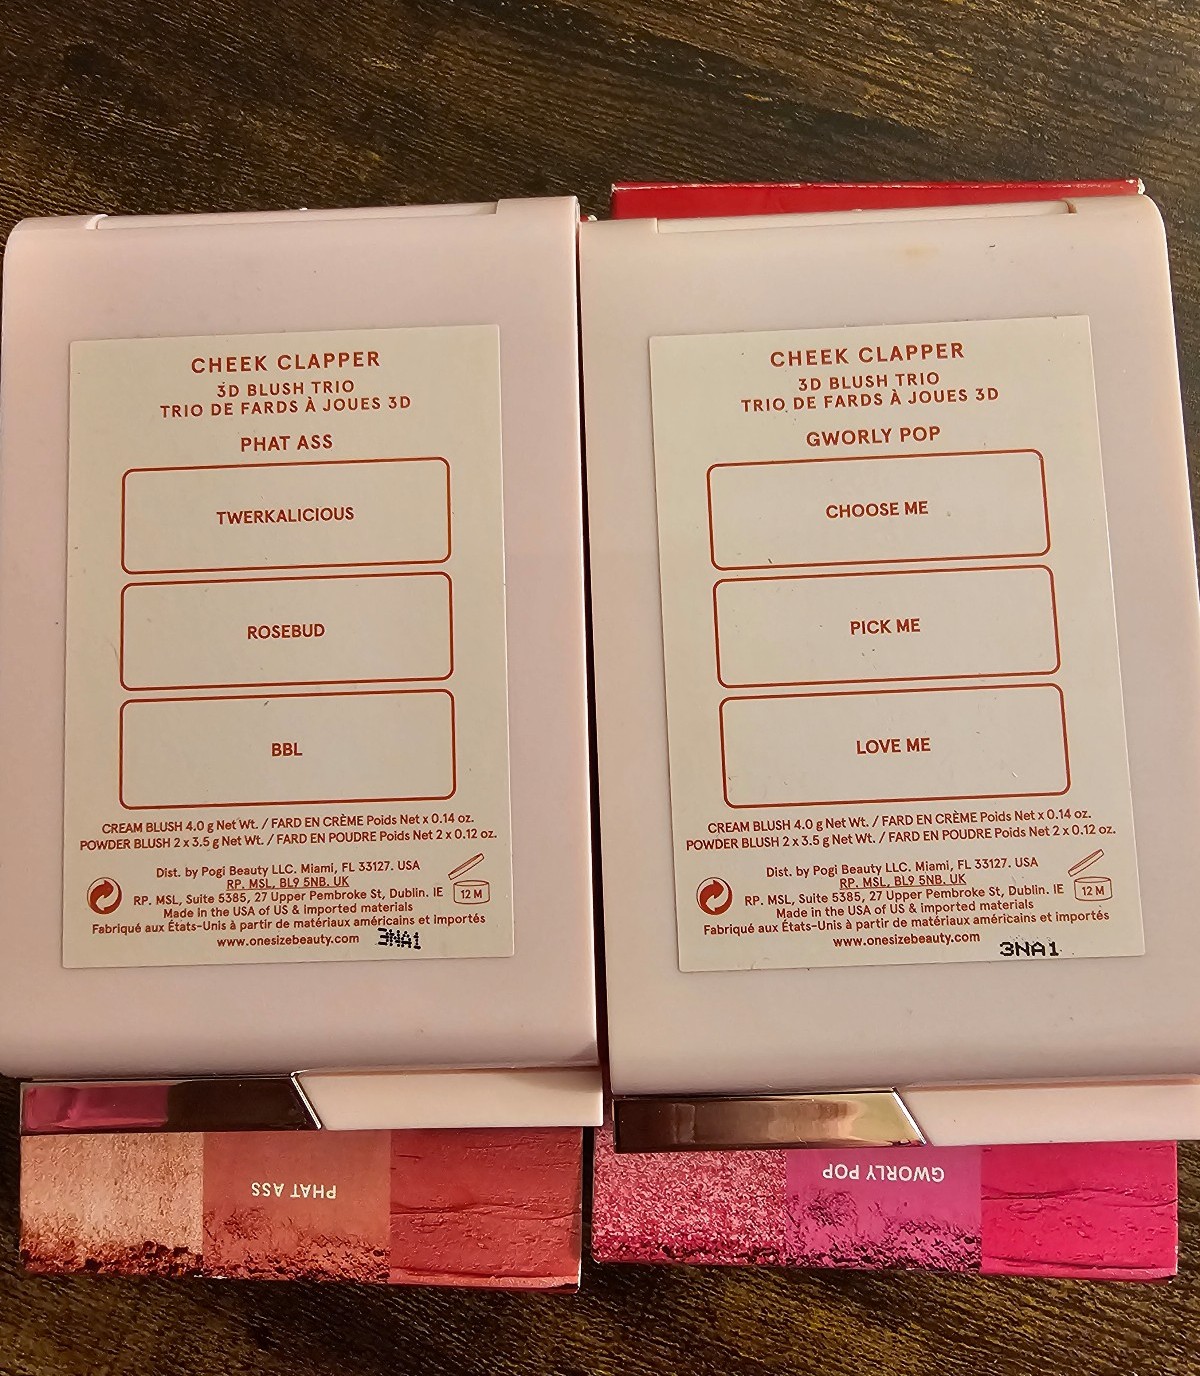 CHEEK CLAPPER
3D BLUSH TRIO
TRIO DE FARDS À JOUES 3D
PHAT ASS
TWERKALICIOUS
ROSEBUD
BBL
CREAM BLUSH 4.0 g Net Wt. / FARD EN CRÈME Poids Net x 0.14 oz.
POWDER BLUSH 2 x 3.5 g Net Wt. / FARD EN POUDRE Poids Net 2 x 0.12 oz.
Dist. by Pogi Beauty LLC. Miami, FL 33127. USA
RP. MSL, BL9 5NB. UK
RP. MSL, Suite 5385, 27 Upper Pembroke St, Dublin. IE
12 M
Made in the USA of US & imported materials
Fabriqué aux États-Unis à partir de matériaux américains et importés
www.onesizebeauty.com
3NA1
PHAT ASS
CHEEK CLAPPER
3D BLUSH TRIO
TRIO DE FARDS À JOUES 3D
GWORLY POP
CHOOSE ME
PICK ME
LOVE ME
CREAM BLUSH 4.0 g Net Wt. / FARD EN CRÈME Poids Net x 0.14 oz.
POWDER BLUSH 2 x 3.5 g Net Wt. / FARD EN POUDRE Poids Net 2 x 0.12 oz.
Dist. by Pogi Beauty LLC. Miami, FL 33127. USA
RP. MSL, BL9 5NB. UK
RP. MSL, Suite 5385, 27 Upper Pembroke St, Dublin. IE
12 M
Made in the USA of US & imported materials
Fabriqué aux États-Unis à partir de matériaux américains et importés
www.onesizebeauty.com
3NA1
GWORLY POP